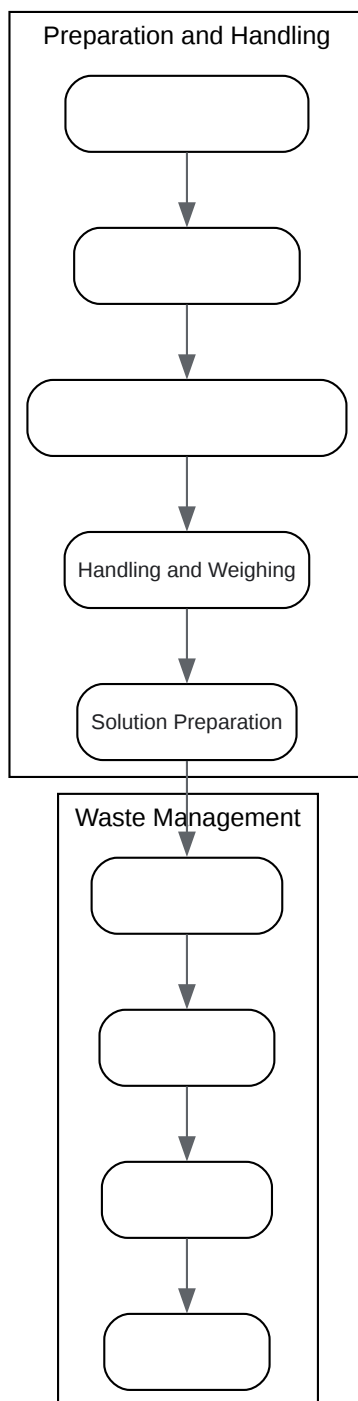 Preparation and Handling
Handling and Weighing
Solution Preparation
Waste Management